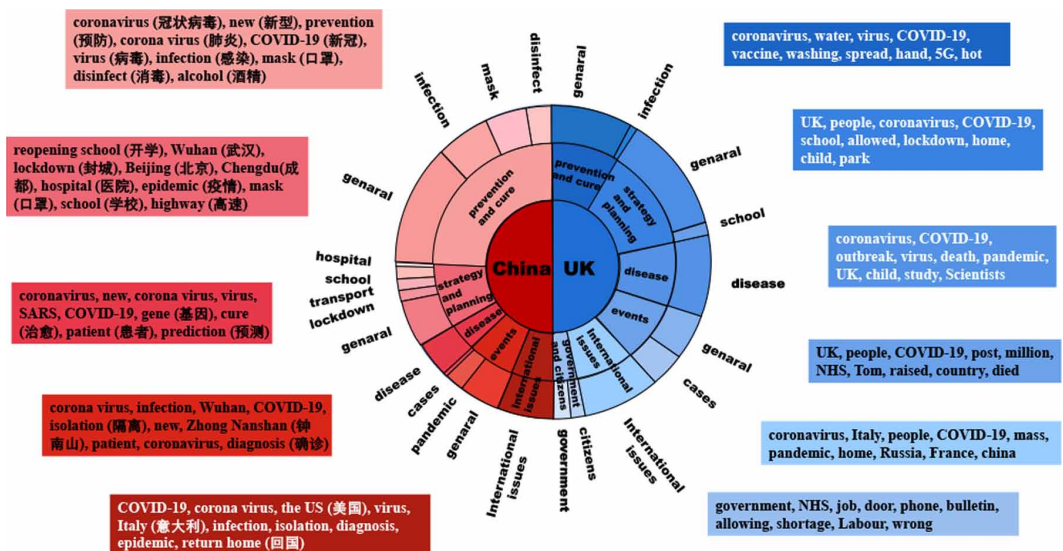 coronavirus (冠状病毒), new (新型), prevention
(预防), corona virus (肺炎), COVID-19 (新冠),
virus (病毒), infection (感染), mask (口罩),
disinfect (消毒), alcohol (酒精)
reopening school (开学), Wuhan (武汉),
lockdown (封城), Beijing (北京), Chengdu(成
都), hospital (医院), epidemic (疫情), mask
(口罩), school (学校), highway (高速)
coronavirus, new, corona virus, virus,
SARS, COVID-19, gene (基因), cure
(治愈), patient (患者), prediction (预测)
corona virus, infection, Wuhan, COVID-19,
isolation (隔离), new, Zhong Nanshan (钟
南山), patient, coronavirus, diagnosis (确诊)
COVID-19, corona virus, the US (美国), virus,
Italy (意大利), infection, isolation, diagnosis,
epidemic, return home (回国)
disinfect
mask
infection
genaral
hospital
school
transport
lockdown
genaral
disease
cases
pandemic
genaral
International
issues
prevention
and cure
strategy
and
planning
disease
events
International
issues
China
UK
prevention
and cure
strategy
and
planning
disease
events
International
issues
government
and citizens
genaral
infection
genaral
school
disease
genaral
cases
International
issues
citizens
government
coronavirus, water, virus, COVID-19,
vaccine, washing, spread, hand, 5G, hot
UK, people, coronavirus, COVID-19,
school, allowed, lockdown, home,
child, park
coronavirus, COVID-19,
outbreak, virus, death, pandemic,
UK, child, study, Scientists
UK, people, COVID-19, post, million,
NHS, Tom, raised, country, died
coronavirus, Italy, people, COVID-19, mass,
pandemic, home, Russia, France, china
government, NHS, job, door, phone, bulletin,
allowing, shortage, Labour, wrong